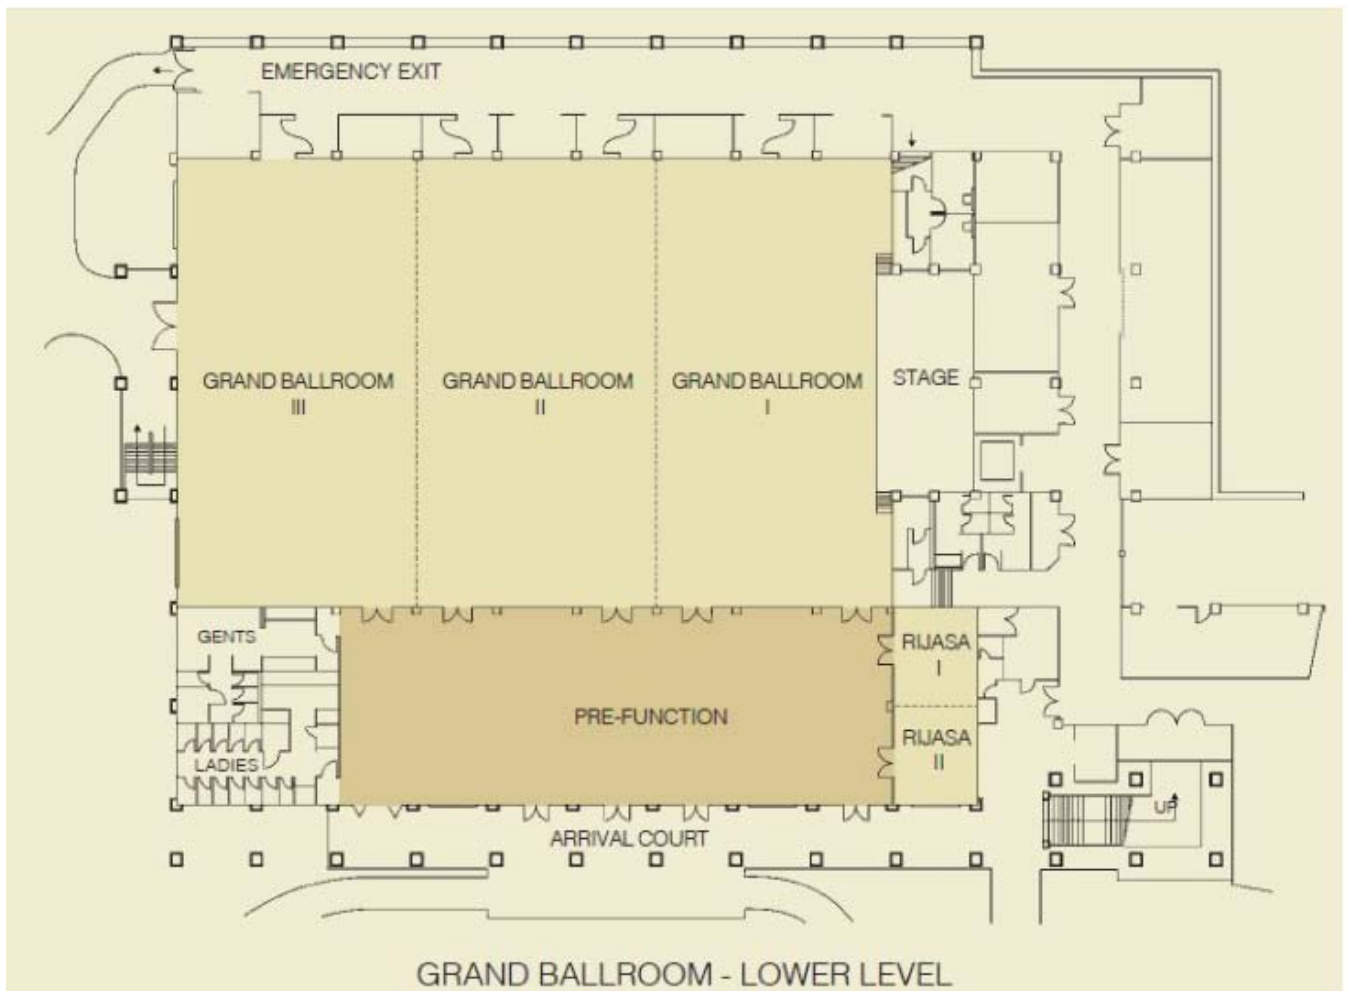 EMERGENCY EXIT
GRAND BALLROOM
III
GRAND BALLROOM
II
GRAND BALLROOM
I
STAGE
GENTS
LADIES
PRE-FUNCTION
RIJASA
I
RIJASA
II
ARRIVAL COURT
UP
GRAND BALLROOM - LOWER LEVEL